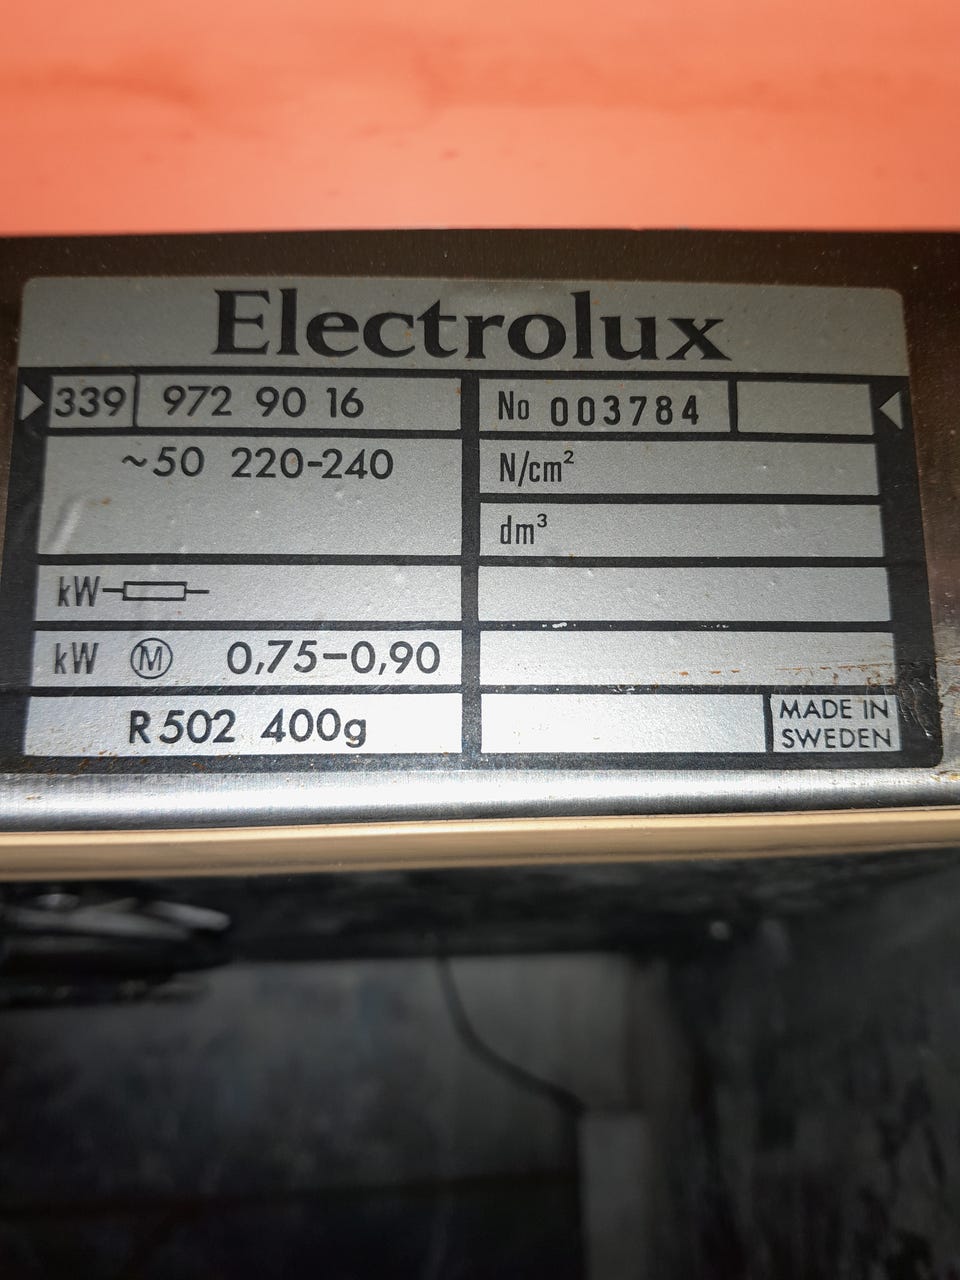 Electrolux
339 972 90 16 No 003784
~50 220-240 N/cm²
dm³
kW
kW M 0,75-0,90
R 502 400g MADE IN
SWEDEN